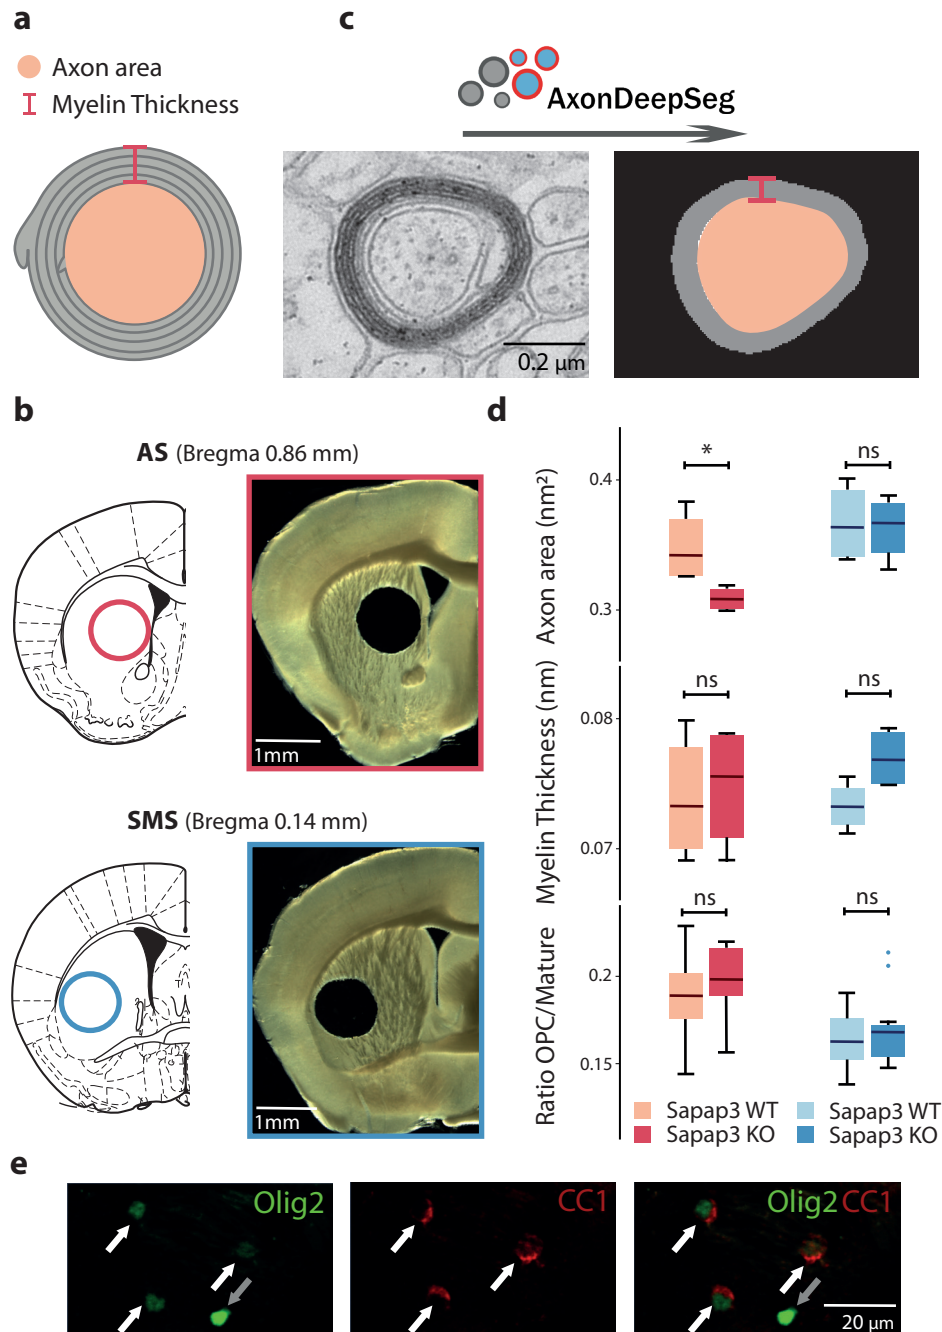 a
Axon area
Myelin Thickness
c
AxonDeepSeg
0.2 µm
b
AS (Bregma 0.86 mm)
1mm
SMS (Bregma 0.14 mm)
1mm
d
Axon area (nm²)
0.4
0.3
*
ns
Myelin Thickness (nm)
0.08
0.07
ns
ns
Ratio OPC/Mature
0.2
0.15
ns
ns
Sapap3 WT
Sapap3 KO
Sapap3 WT
Sapap3 KO
e
Olig2
CC1
Olig2 CC1
20 µm